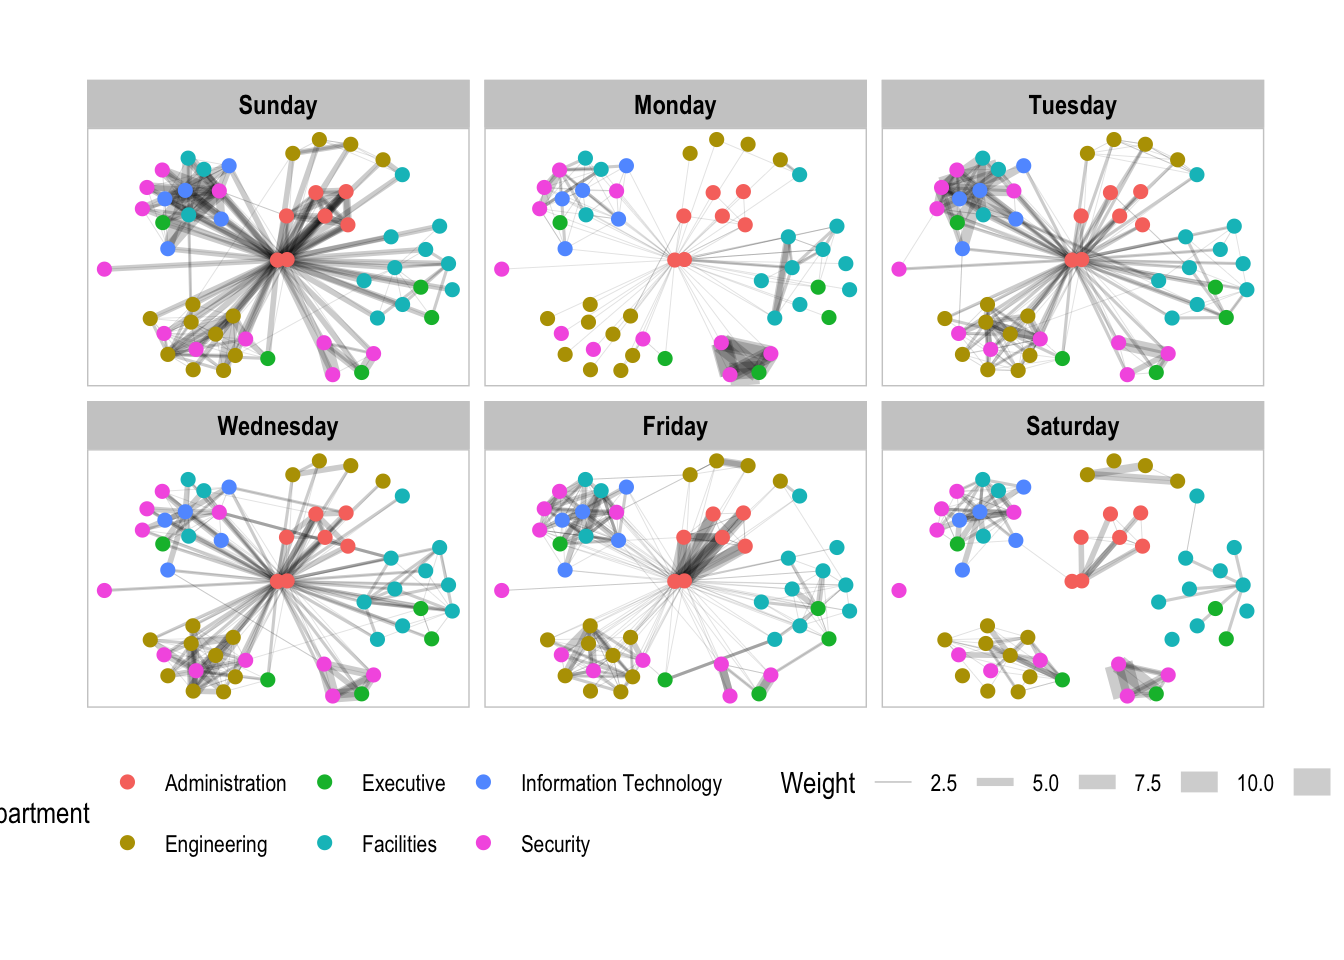 Sunday
Monday
Tuesday
Wednesday
Friday
Saturday
Administration
Executive
Information Technology
Weight
2.5
5.0
7.5
10.0
partment
Engineering
Facilities
Security